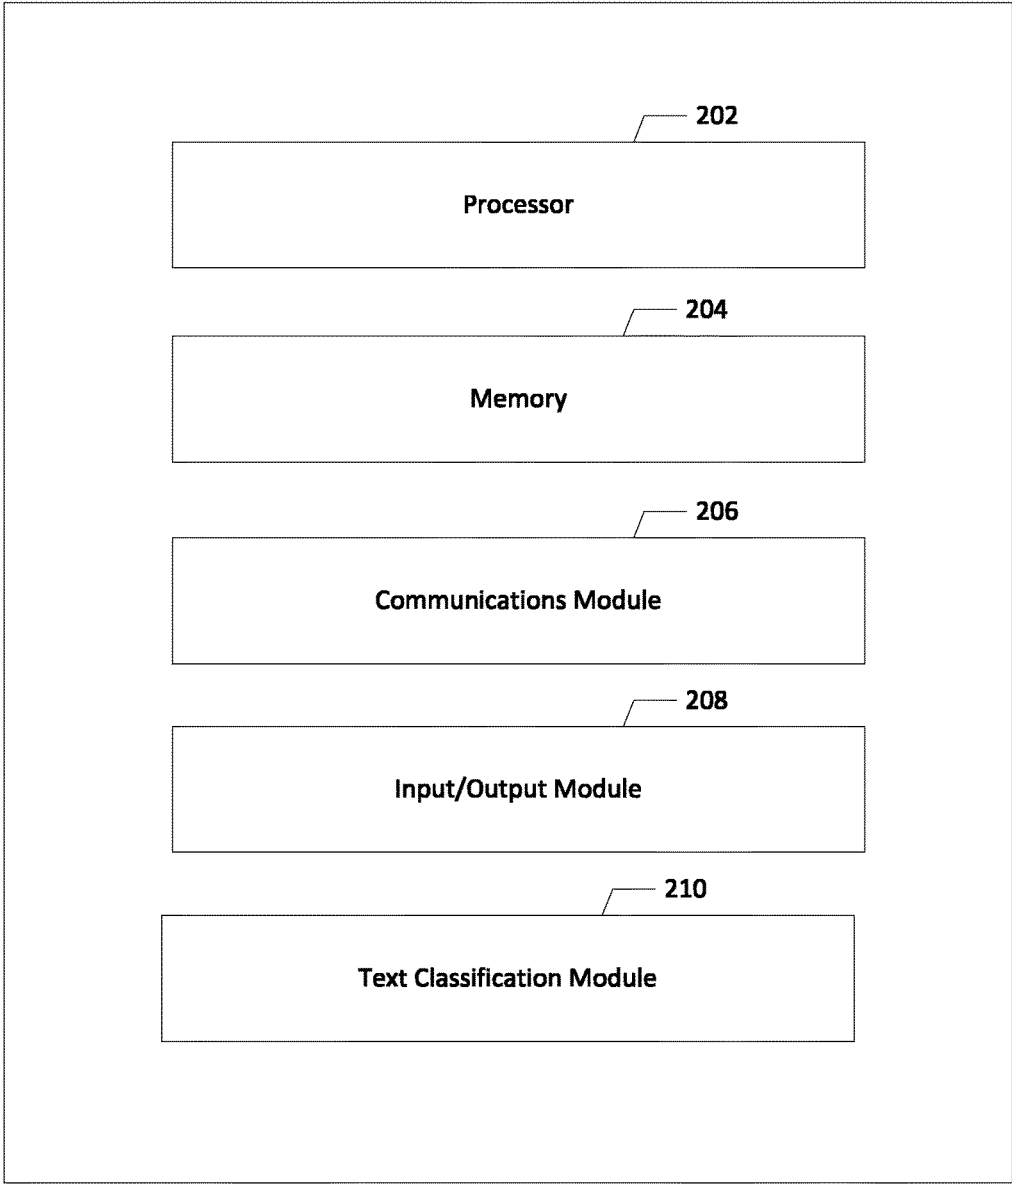 202
Processor
204
Memory
206
Communications Module
208
Input/Output Module
210
Text Classification Module